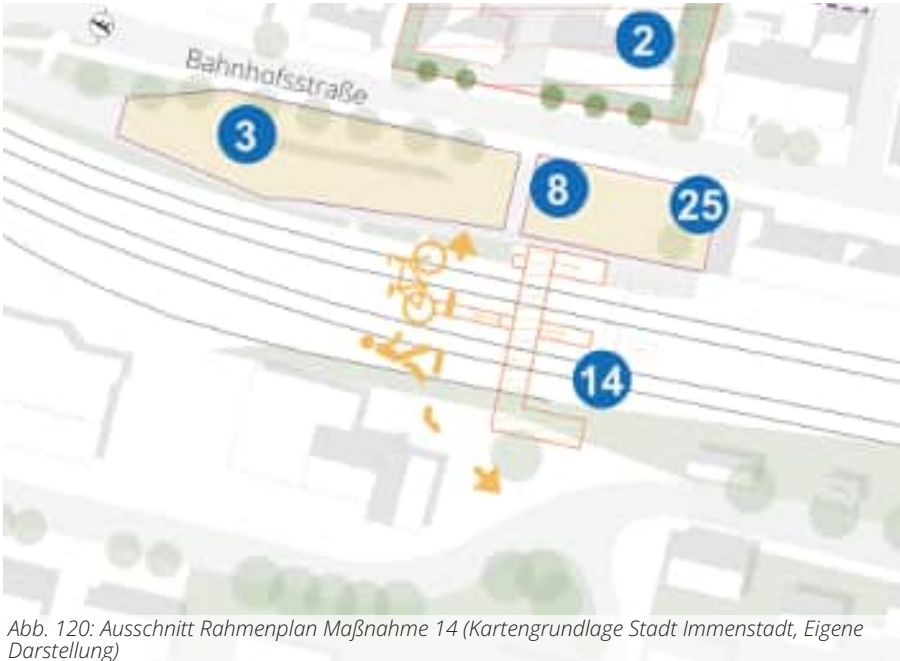 2
Bahnhofsstraße
3
8
25
14
Abb. 120: Ausschnitt Rahmenplan Maßnahme 14 (Kartengrundlage Stadt Immenstadt, Eigene
Darstellung)